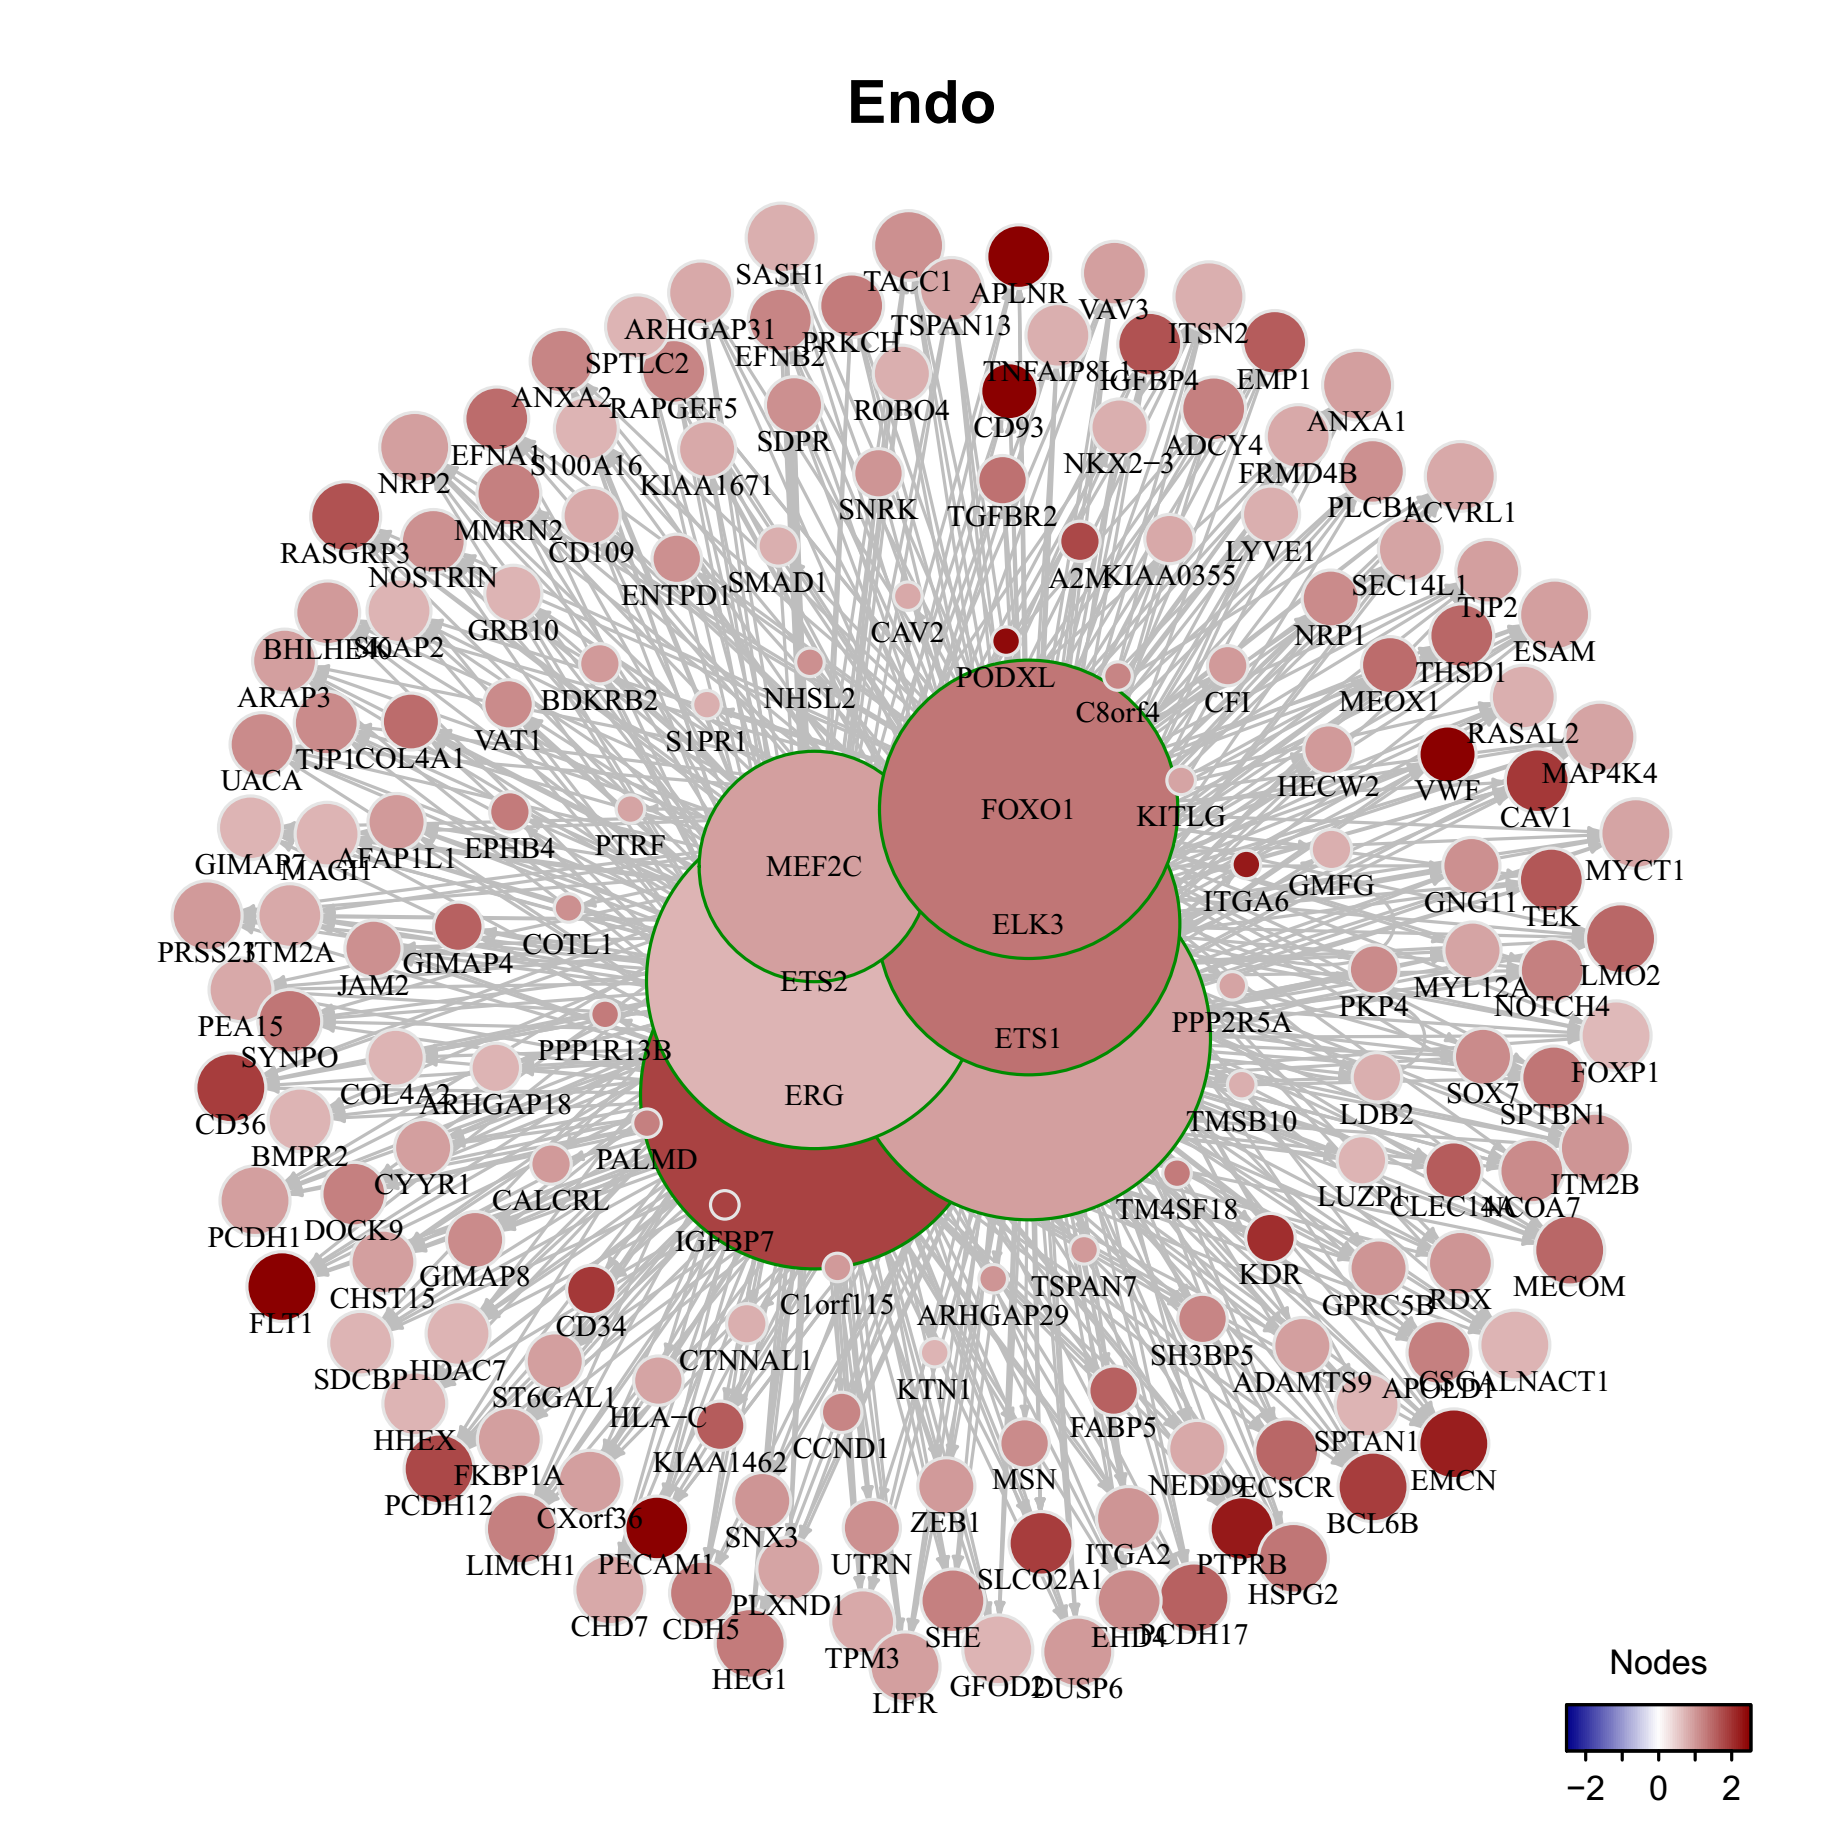 Endo
SASH1
TACC1
APLNR
VAV3
ARHGAP31
TSPAN13
ITSN2
SPTLC2
EFNB2
PRKCH
TNFAIP8L1
IGFBP4
EMP1
ANXA2
RAPGEF5
ROBO4
ANXA1
SDPR
CD93
ADCY4
EFNA1
S100A16
NKX2−3
FRMD4B
NRP2
KIAA1671
SNRK
TGFBR2
PLCB1
ACVRL1
RASGRP3
MMRN2
CD109
LYVE1
NOSTRIN
ENTPD1
SMAD1
A2M
KIAA0355
SEC14L1
TJP2
BHLHE40
SKAP2
GRB10
CAV2
NRP1
ESAM
ARAP3
BDKRB2
NHSL2
PODXL
C8orf4
CFI
MEOX1
THSD1
UACA
TJP1
COL4A1
VAT1
S1PR1
RASAL2
HECW2
VWF
MAP4K4
GIMAP7
MAGI1
AFAP1L1
EPHB4
PTRF
MEF2C
FOXO1
KITLG
CAV1
MYCT1
PRSS23
ITM2A
GIMAP4
COTL1
ELK3
ITGA6
GMFG
GNG11
TEK
JAM2
ETS2
MYL12A
LMO2
PEA15
SYNPO
PPP1R13B
ETS1
PPP2R5A
PKP4
NOTCH4
CD36
COL4A2
ARHGAP18
ERG
TMSB10
LDB2
SOX7
SPTBN1
FOXP1
BMPR2
CYYR1
CALCRL
PALMD
TM4SF18
LUZP1
CLEC14A
NCOA7
ITM2B
PCDH1
DOCK9
GIMAP8
IGFBP7
KDR
MECOM
FLT1
CHST15
CD34
C1orf115
ARHGAP29
TSPAN7
GPRC5B
RDX
SDCBP
HDAC7
ST6GAL1
CTNNAL1
KTN1
SH3BP5
ADAMTS9
APOLD1
CSGALNACT1
HHEX
HLA−C
KIAA1462
CCND1
FABP5
SPTAN1
PCDH12
FKBP1A
MSN
NEDD9
ECSCR
EMCN
LIMCH1
CXorf36
PECAM1
SNX3
UTRN
ZEB1
SLCO2A1
ITGA2
PTPRB
BCL6B
CHD7
CDH5
PLXND1
HSPG2
HEG1
TPM3
SHE
EHD4
PCDH17
LIFR
GFOD2
DUSP6
Nodes
−2 0 2